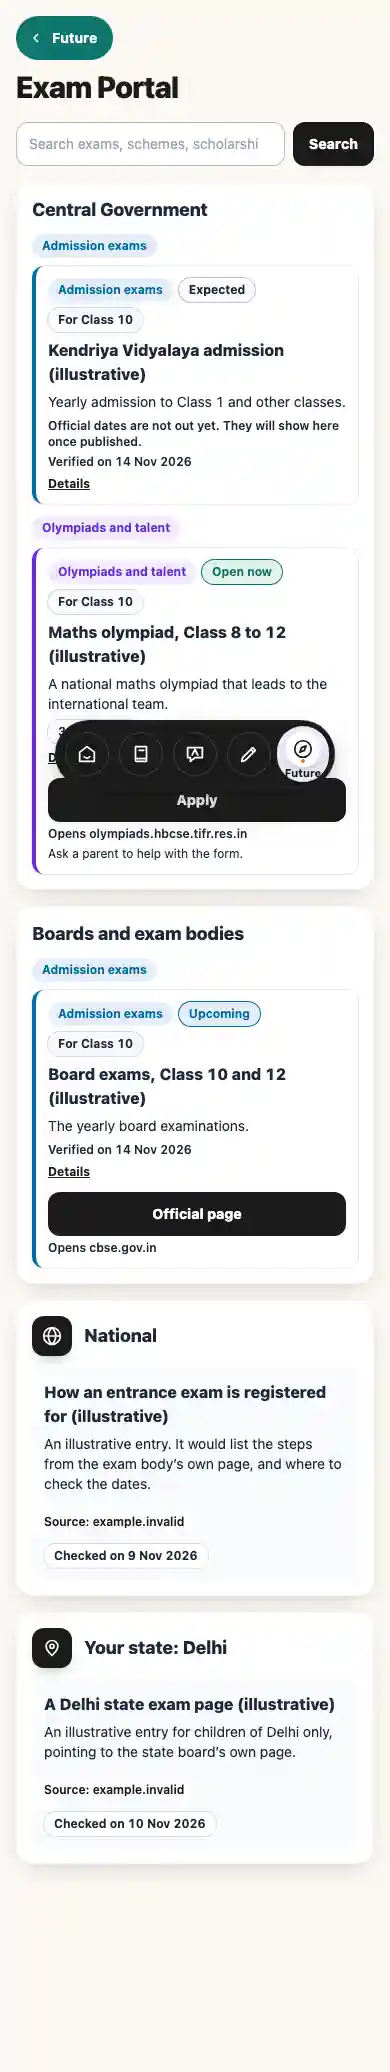 Future
Exam Portal
Search exams, schemes, scholarshi
Search
Central Government
Admission exams
Admission exams
Expected
For Class 10
Kendriya Vidyalaya admission
(illustrative)
Yearly admission to Class 1 and other classes.
Official dates are not out yet. They will show here
once published.
Verified on 14 Nov 2026
Details
Olympiads and talent
Olympiads and talent
Open now
For Class 10
Maths olympiad, Class 8 to 12
(illustrative)
A national maths olympiad that leads to the
international team.
Future
Apply
Opens olympiads.hbcse.tifr.res.in
Ask a parent to help with the form.
Boards and exam bodies
Admission exams
Admission exams
Upcoming
For Class 10
Board exams, Class 10 and 12
(illustrative)
The yearly board examinations.
Verified on 14 Nov 2026
Details
Official page
Opens cbse.gov.in
National
How an entrance exam is registered
for (illustrative)
An illustrative entry. It would list the steps
from the exam body's own page, and where to
check the dates.
Source: example.invalid
Checked on 9 Nov 2026
Your state: Delhi
A Delhi state exam page (illustrative)
An illustrative entry for children of Delhi only,
pointing to the state board's own page.
Source: example.invalid
Checked on 10 Nov 2026